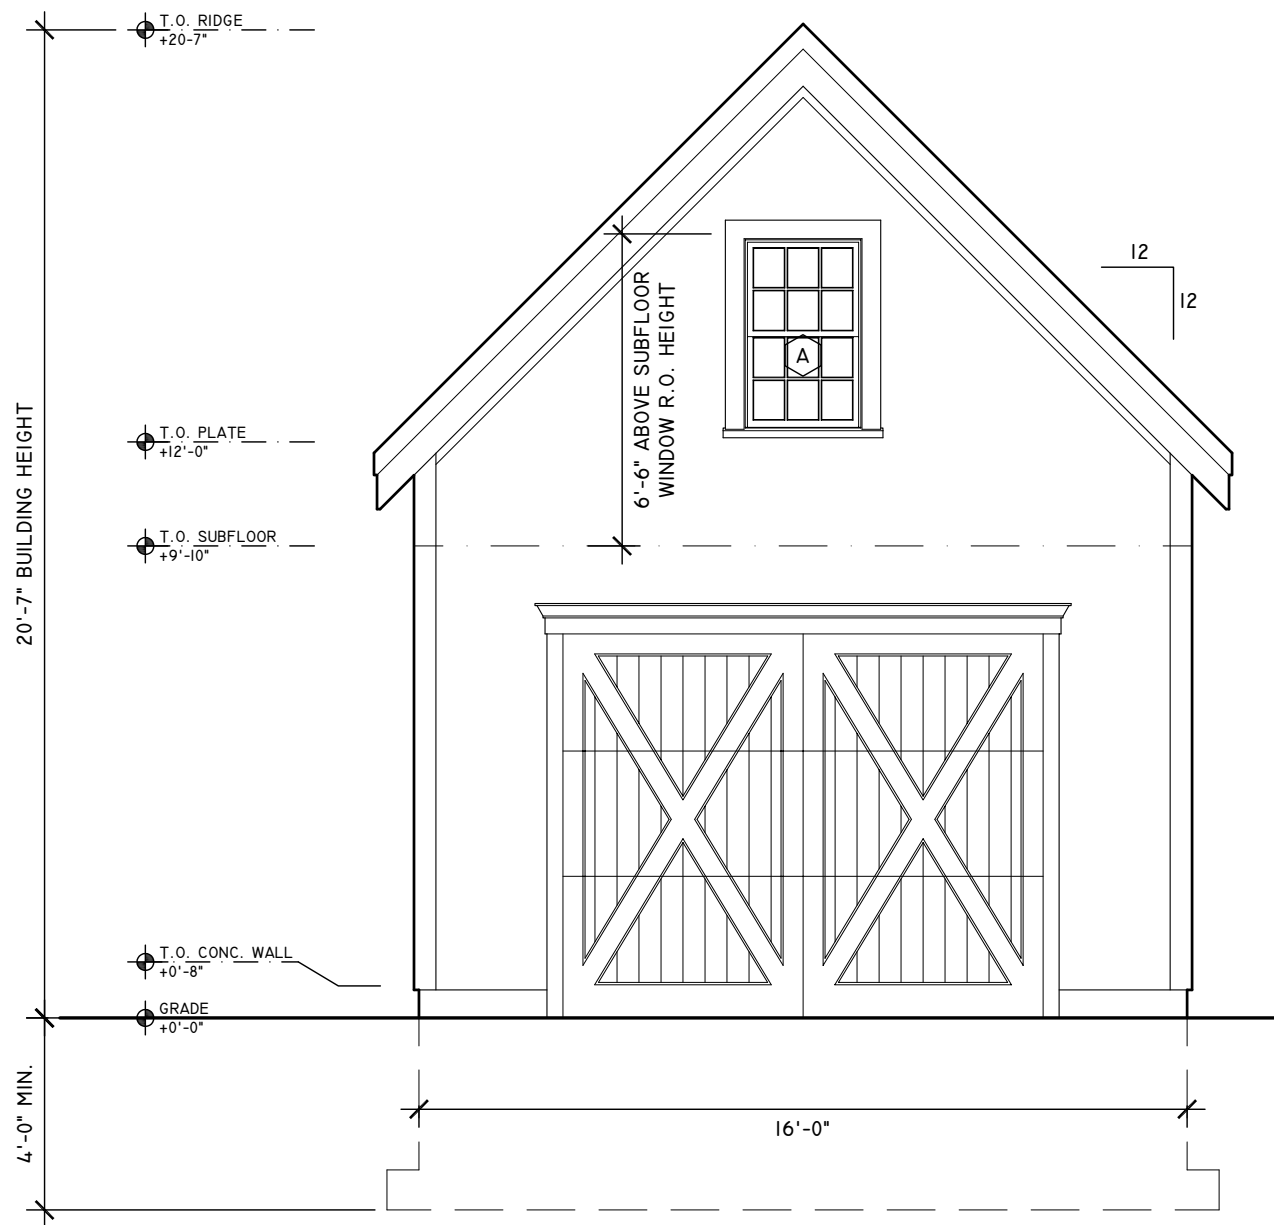 T.O. RIDGE
+20-7"
12
12
A
6'-6" ABOVE SUBFLOOR
WINDOW R.O. HEIGHT
20'-7" BUILDING HEIGHT
T.O. PLATE
+12'-0"
T.O. SUBFLOOR
+9'-10"
T.O. CONC. WALL
+0'-8"
GRADE
+0'-0"
4'-0" MIN.
16'-0"